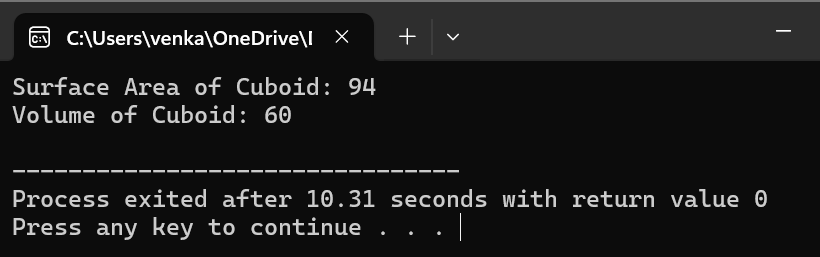 C:\Users\venka\OneDrive\I
Surface Area of Cuboid: 94
Volume of Cuboid: 60
--------------------------------
Process exited after 10.31 seconds with return value 0
Press any key to continue . . .